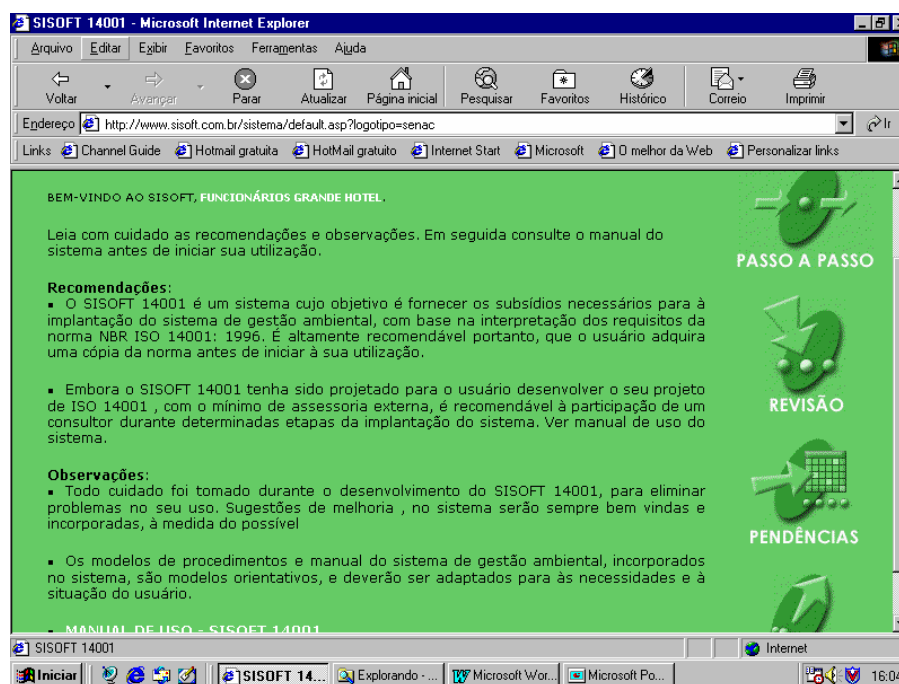 SISOFT 14001 - Microsoft Internet Explorer
Arquivo Editar Exibir Favoritos Ferramentas Ajuda
Voltar Avançar Parar Atualizar Página inicial Pesquisar Favoritos Histórico Correio Imprimir
Endereço http://www.sisoft.com.br/sistema/default.asp?logotipo=senac Ir
Links Channel Guide Hotmail gratuita HotMail gratuito Internet Start Microsoft O melhor da Web Personalizar links
BEM-VINDO AO SISOFT, FUNCIONÁRIOS GRANDE HOTEL.
Leia com cuidado as recomendações e observações. Em seguida consulte o manual do
sistema antes de iniciar sua utilização.
Recomendações:
▪ O SISOFT 14001 é um sistema cujo objetivo é fornecer os subsídios necessários para à
implantação do sistema de gestão ambiental, com base na interpretação dos requisitos da
norma NBR ISO 14001: 1996. É altamente recomendável portanto, que o usuário adquira
uma cópia da norma antes de iniciar à sua utilização.
▪ Embora o SISOFT 14001 tenha sido projetado para o usuário desenvolver o seu projeto
de ISO 14001 , com o mínimo de assessoria externa, é recomendável à participação de um
consultor durante determinadas etapas da implantação do sistema. Ver manual de uso do
sistema.
Observações:
▪ Todo cuidado foi tomado durante o desenvolvimento do SISOFT 14001, para eliminar
problemas no seu uso. Sugestões de melhoria , no sistema serão sempre bem vindas e
incorporadas, à medida do possível
▪ Os modelos de procedimentos e manual do sistema de gestão ambiental, incorporados
no sistema, são modelos orientativos, e deverão ser adaptados para às necessidades e à
situação do usuário.
▪ MANUAL DE USO - SISOFT 14001
PASSO A PASSO
REVISÃO
PENDÊNCIAS
SISOFT 14001 Internet
Iniciar SISOFT 14... Explorando - ... Microsoft Wor... Microsoft Po... 16:04